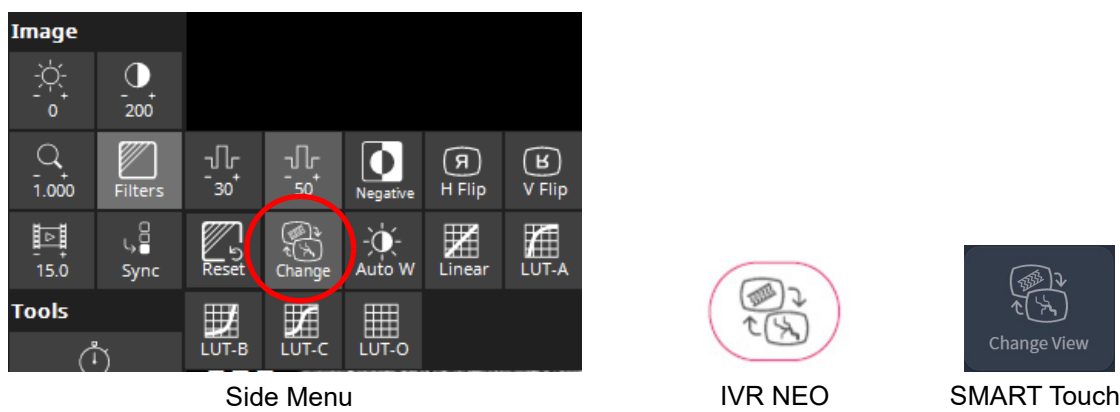 Image
- +
- +
0
200
- +
- +
- +
1.000
Filters
30
50
Negative
H Flip
V Flip
- +
15.0
Sync
Reset
Change
Auto W
Linear
LUT-A
Tools
LUT-B
LUT-C
LUT-O
Change View
Side Menu
IVR NEO
SMART Touch